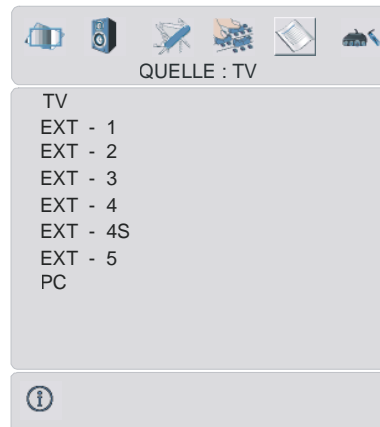 QUELLE : TV
TV
EXT - 1
EXT - 2
EXT - 3
EXT - 4
EXT - 4S
EXT - 5
PC